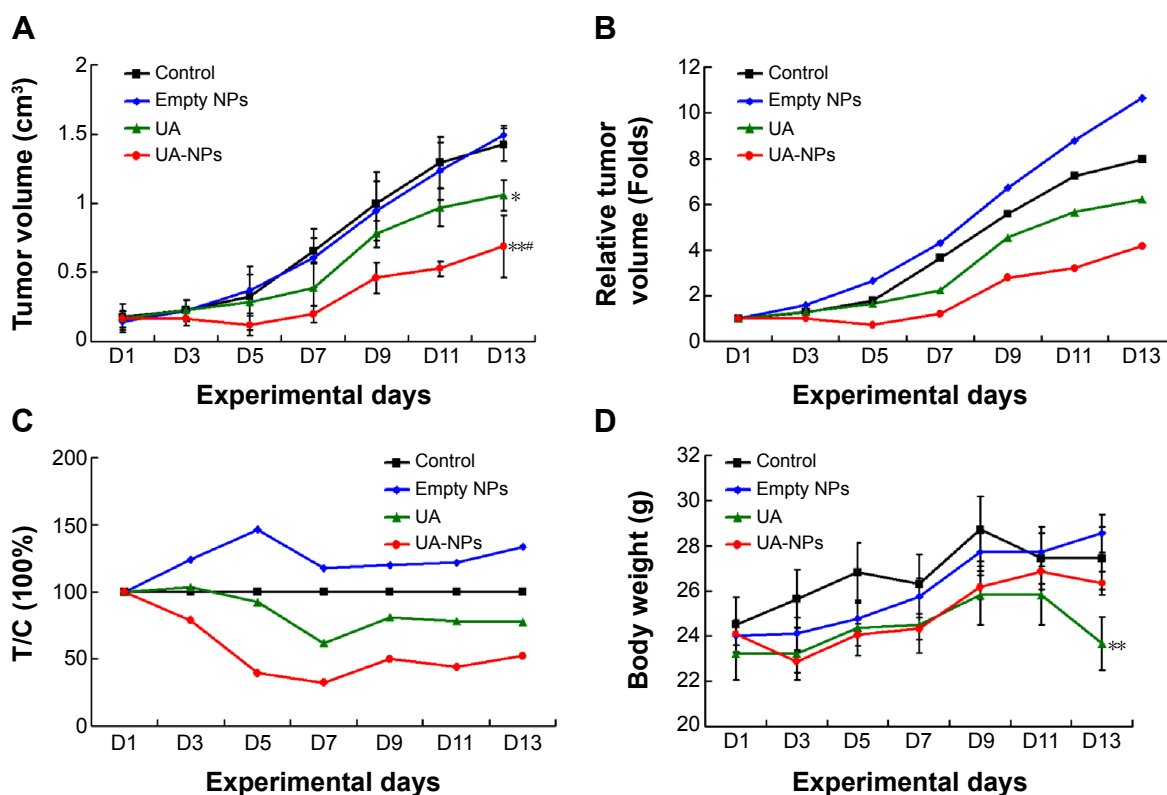 A
Tumor volume (cm³)
2
1.5
1
0.5
0
Control
Empty NPs
UA
UA-NPs
*
**#
D1 D3 D5 D7 D9 D11 D13
Experimental days
B
Relative tumor
volume (Folds)
12
10
8
6
4
2
0
Control
Empty NPs
UA
UA-NPs
D1 D3 D5 D7 D9 D11 D13
Experimental days
C
T/C (100%)
200
150
100
50
0
Control
Empty NPs
UA
UA-NPs
D1 D3 D5 D7 D9 D11 D13
Experimental days
D
Body weight (g)
32
30
28
26
24
22
20
Control
Empty NPs
UA
UA-NPs
**
D1 D3 D5 D7 D9 D11 D13
Experimental days